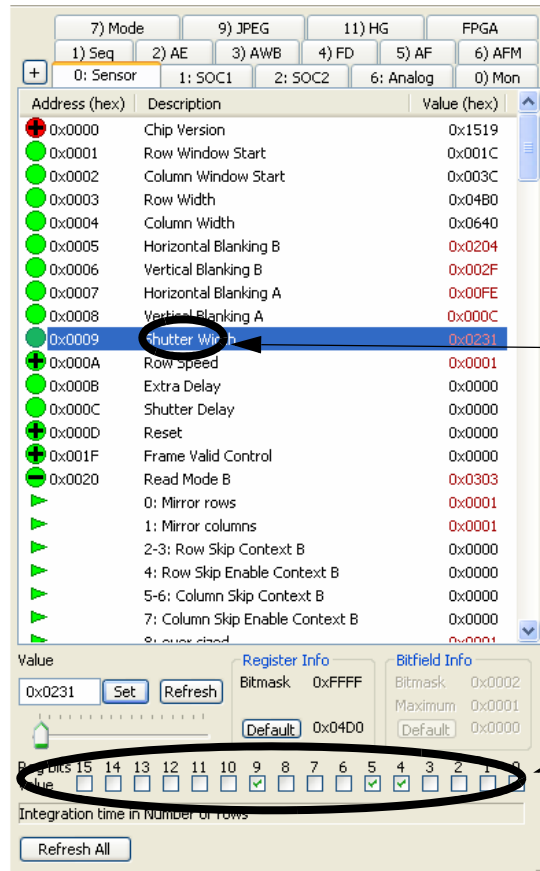 7) Mode 9) JPEG 11) HG FPGA
1) Seq 2) AE 3) AWB 4) FD 5) AF 6) AFM
+ 0: Sensor 1: SOC1 2: SOC2 6: Analog 0) Mon
Address (hex) Description Value (hex)
0x0000 Chip Version 0x1519
0x0001 Row Window Start 0x001C
0x0002 Column Window Start 0x003C
0x0003 Row Width 0x04B0
0x0004 Column Width 0x0640
0x0005 Horizontal Blanking B 0x0204
0x0006 Vertical Blanking B 0x002F
0x0007 Horizontal Blanking A 0x00FE
0x0008 Vertical Blanking A 0x000C
0x0009 Shutter Width 0x0231
0x000A Row Speed 0x0001
0x000B Extra Delay 0x0000
0x000C Shutter Delay 0x0000
0x000D Reset 0x0000
0x001F Frame Valid Control 0x0000
0x0020 Read Mode B 0x0303
0: Mirror rows 0x0001
1: Mirror columns 0x0001
2-3: Row Skip Context B 0x0000
4: Row Skip Enable Context B 0x0000
5-6: Column Skip Context B 0x0000
7: Column Skip Enable Context B 0x0000
8: over sized 0x0001
Value Register Info Bitfield Info
0x0231 Set Refresh Bitmask 0xFFFF Bitmask 0x0002
Maximum 0x0001
Default 0x04D0 Default 0x0000
Reg bits 15 14 13 12 11 10 9 8 7 6 5 4 3 2 1 0
Value
Integration time in Number of rows
Refresh All